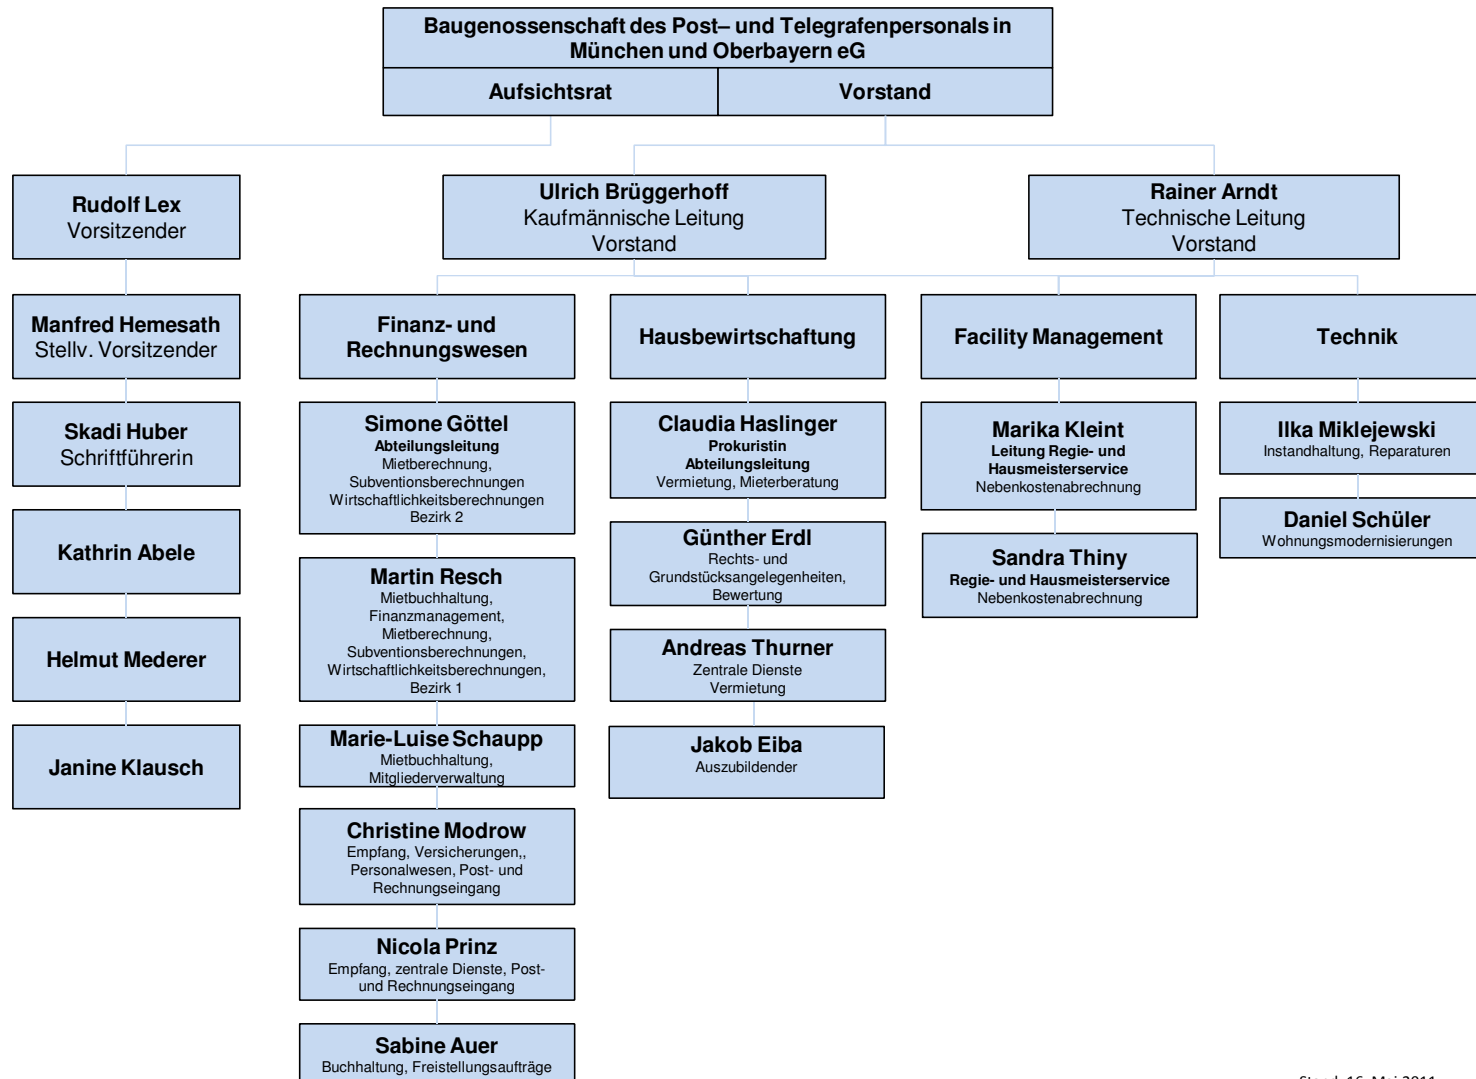 Baugenossenschaft des Post– und Telegrafenpersonals in
München und Oberbayern eG
Aufsichtsrat
Vorstand
Rudolf Lex
Vorsitzender
Manfred Hemesath
Stellv. Vorsitzender
Skadi Huber
Schriftführerin
Kathrin Abele
Helmut Mederer
Janine Klausch
Ulrich Brüggerhoff
Kaufmännische Leitung
Vorstand
Rainer Arndt
Technische Leitung
Vorstand
Finanz- und
Rechnungswesen
Simone Göttel
Abteilungsleitung
Mietberechnung,
Subventionsberechnungen
Wirtschaftlichkeitsberechnungen
Bezirk 2
Martin Resch
Mietbuchhaltung,
Finanzmanagement,
Mietberechnung,
Subventionsberechnungen,
Wirtschaftlichkeitsberechnungen,
Bezirk 1
Marie-Luise Schaupp
Mietbuchhaltung,
Mitgliederverwaltung
Christine Modrow
Empfang, Versicherungen,,
Personalwesen, Post- und
Rechnungseingang
Nicola Prinz
Empfang, zentrale Dienste, Post-
und Rechnungseingang
Sabine Auer
Buchhaltung, Freistellungsaufträge
Hausbewirtschaftung
Claudia Haslinger
Prokuristin
Abteilungsleitung
Vermietung, Mieterberatung
Günther Erdl
Rechts- und
Grundstücksangelegenheiten,
Bewertung
Andreas Thurner
Zentrale Dienste
Vermietung
Jakob Eiba
Auszubildender
Facility Management
Marika Kleint
Leitung Regie- und
Hausmeisterservice
Nebenkostenabrechnung
Sandra Thiny
Regie- und Hausmeisterservice
Nebenkostenabrechnung
Technik
Ilka Miklejewski
Instandhaltung, Reparaturen
Daniel Schüler
Wohnungsmodernisierungen
Stand: 16. Mai 2011